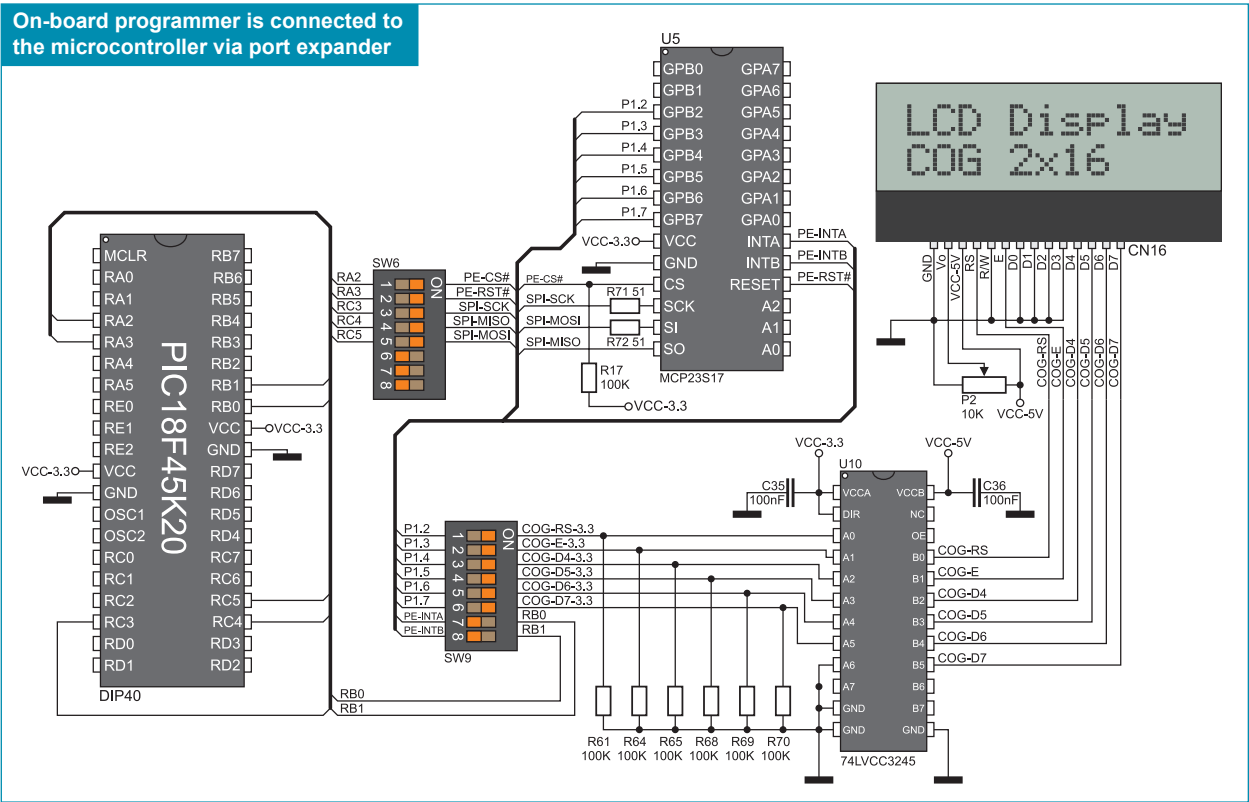 On-board programmer is connected to
the microcontroller via port expander
U5
GPB0 GPA7
GPB1 GPA6
P1.2 GPB2 GPA5
P1.3 GPB3 GPA4
P1.4 GPB4 GPA3
P1.5 GPB5 GPA2
P1.6 GPB6 GPA1
P1.7 GPB7 GPA0
VCC-3.3 VCC INTA PE-INTA
GND INTB PE-INTB
PE-CS# CS RESET PE-RST#
SPI-SCK R71 51 SCK A2
SPI-MOSI SI A1
SPI-MISO R72 51 SO A0
MCP23S17
R17
100K
VCC-3.3
LCD Display
COG 2x16
CN16
GND Vo VCC-5V RS R/W E D0 D1 D2 D3 D4 D5 D6 D7
COG-RS COG-E COG-D4 COG-D5 COG-D6 COG-D7
P2
10K
VCC-5V
MCLR RB7
RA0 RB6
RA1 RB5
RA2 RB4
RA3 RB3
RA4 RB2
RA5 RB1
RE0 RB0
RE1 VCC VCC-3.3
RE2 GND
VCC-3.3 VCC RD7
GND RD6
OSC1 RD5
OSC2 RD4
RC0 RC7
RC1 RC6
RC2 RC5
RC3 RC4
RD0 RD3
RD1 RD2
PIC18F45K20
DIP40
SW6
ON
RA2 1 PE-CS#
RA3 2 PE-RST#
RC3 3 SPI-SCK
RC4 4 SPI-MISO
RC5 5 SPI-MOSI
6
7
8
ON
P1.2 1 COG-RS-3.3
P1.3 2 COG-E-3.3
P1.4 3 COG-D4-3.3
P1.5 4 COG-D5-3.3
P1.6 5 COG-D6-3.3
P1.7 6 COG-D7-3.3
PE-INTA 7 RB0
PE-INTB 8 RB1
SW9
RB0
RB1
R61 R64 R65 R68 R69 R70
100K 100K 100K 100K 100K 100K
VCC-3.3 VCC-5V
U10
C35
100nF
C36
100nF
VCCA VCCB
DIR NC
A0 OE
A1 B0 COG-RS
A2 B1 COG-E
A3 B2 COG-D4
A4 B3 COG-D5
A5 B4 COG-D6
A6 B5 COG-D7
A7 B6
GND B7
GND GND
74LVCC3245